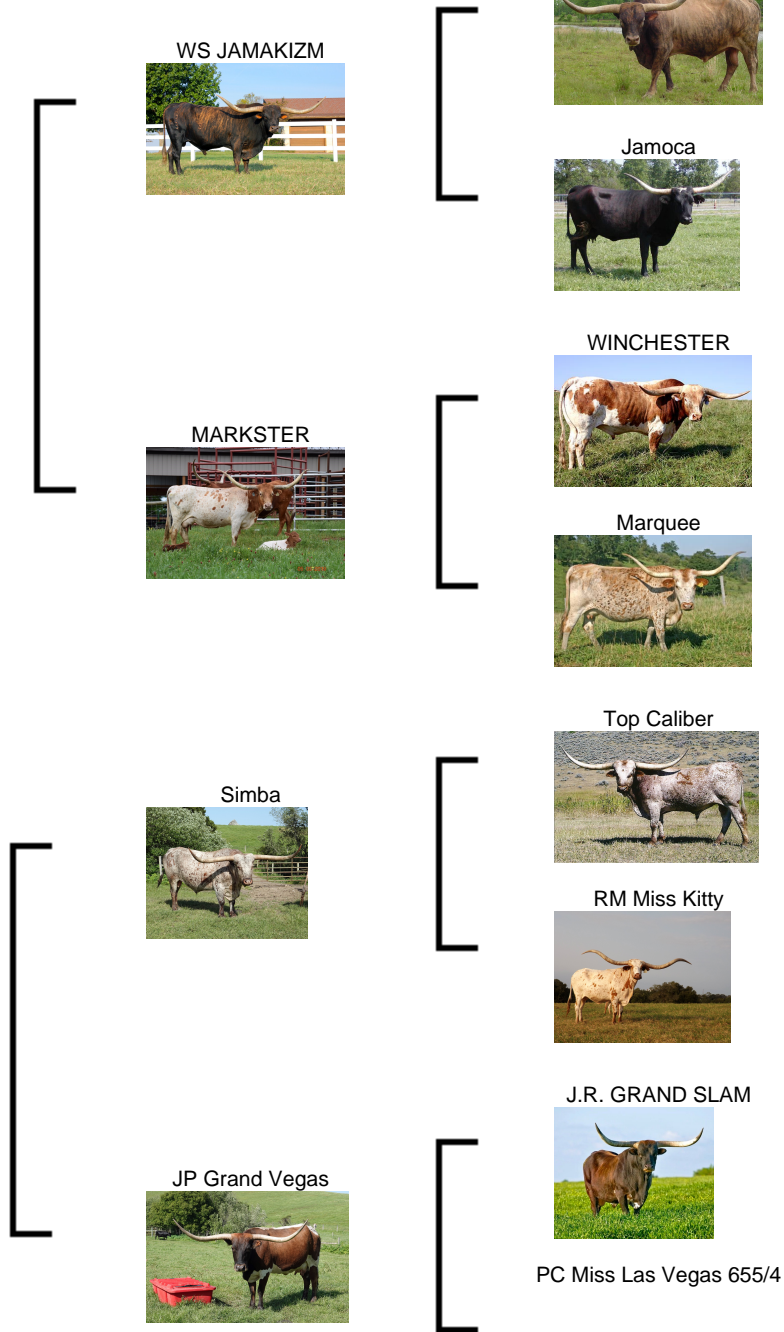 WS JAMAKIZM
Jamoca
WINCHESTER
MARKSTER
Marquee
Top Caliber
Simba
RM Miss Kitty
J.R. GRAND SLAM
JP Grand Vegas
PC Miss Las Vegas 655/4